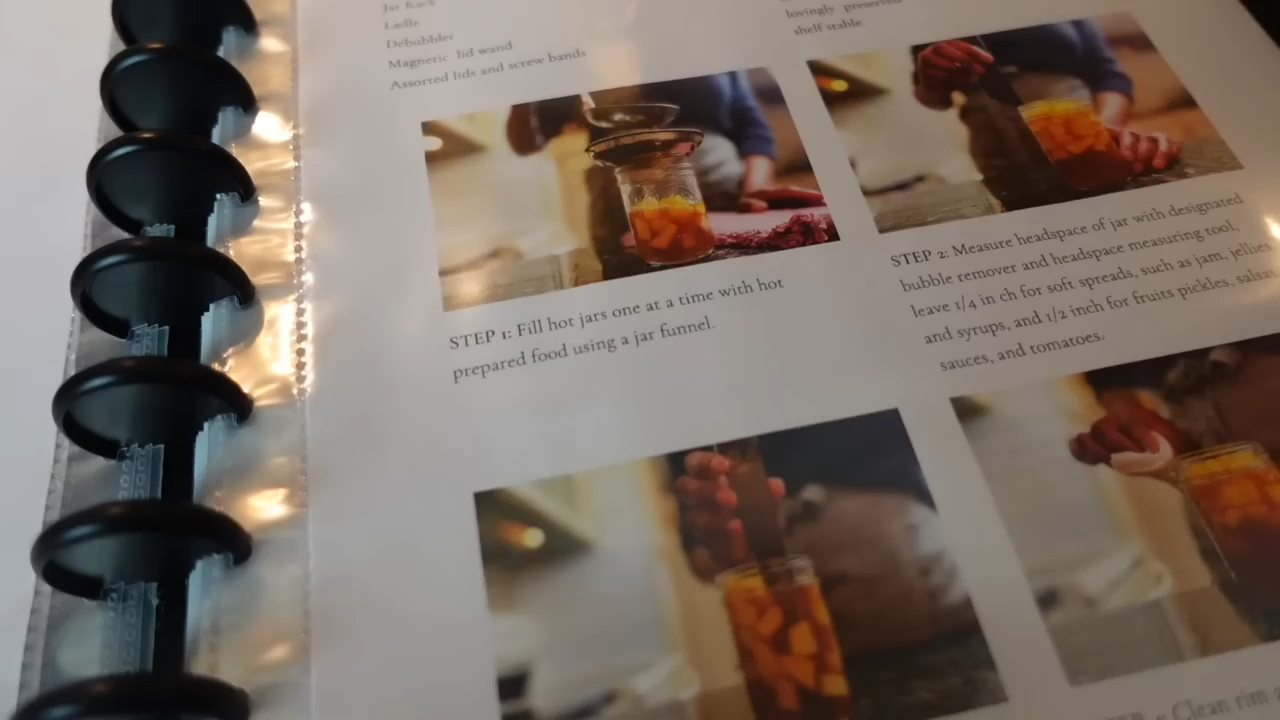 Jar Rack
Ladle
Debubbler
Magnetic lid wand
Assorted lids and screw bands
lovingly preserved
shelf stable.
STEP 1: Fill hot jars one at a time with hot
prepared food using a jar funnel.
STEP 2: Measure headspace of jar with designated
bubble remover and headspace measuring tool,
leave 1/4 in ch for soft spreads, such as jam, jellies
and syrups, and 1/2 inch for fruits pickles, salsas
sauces, and tomatoes.
Clean rim